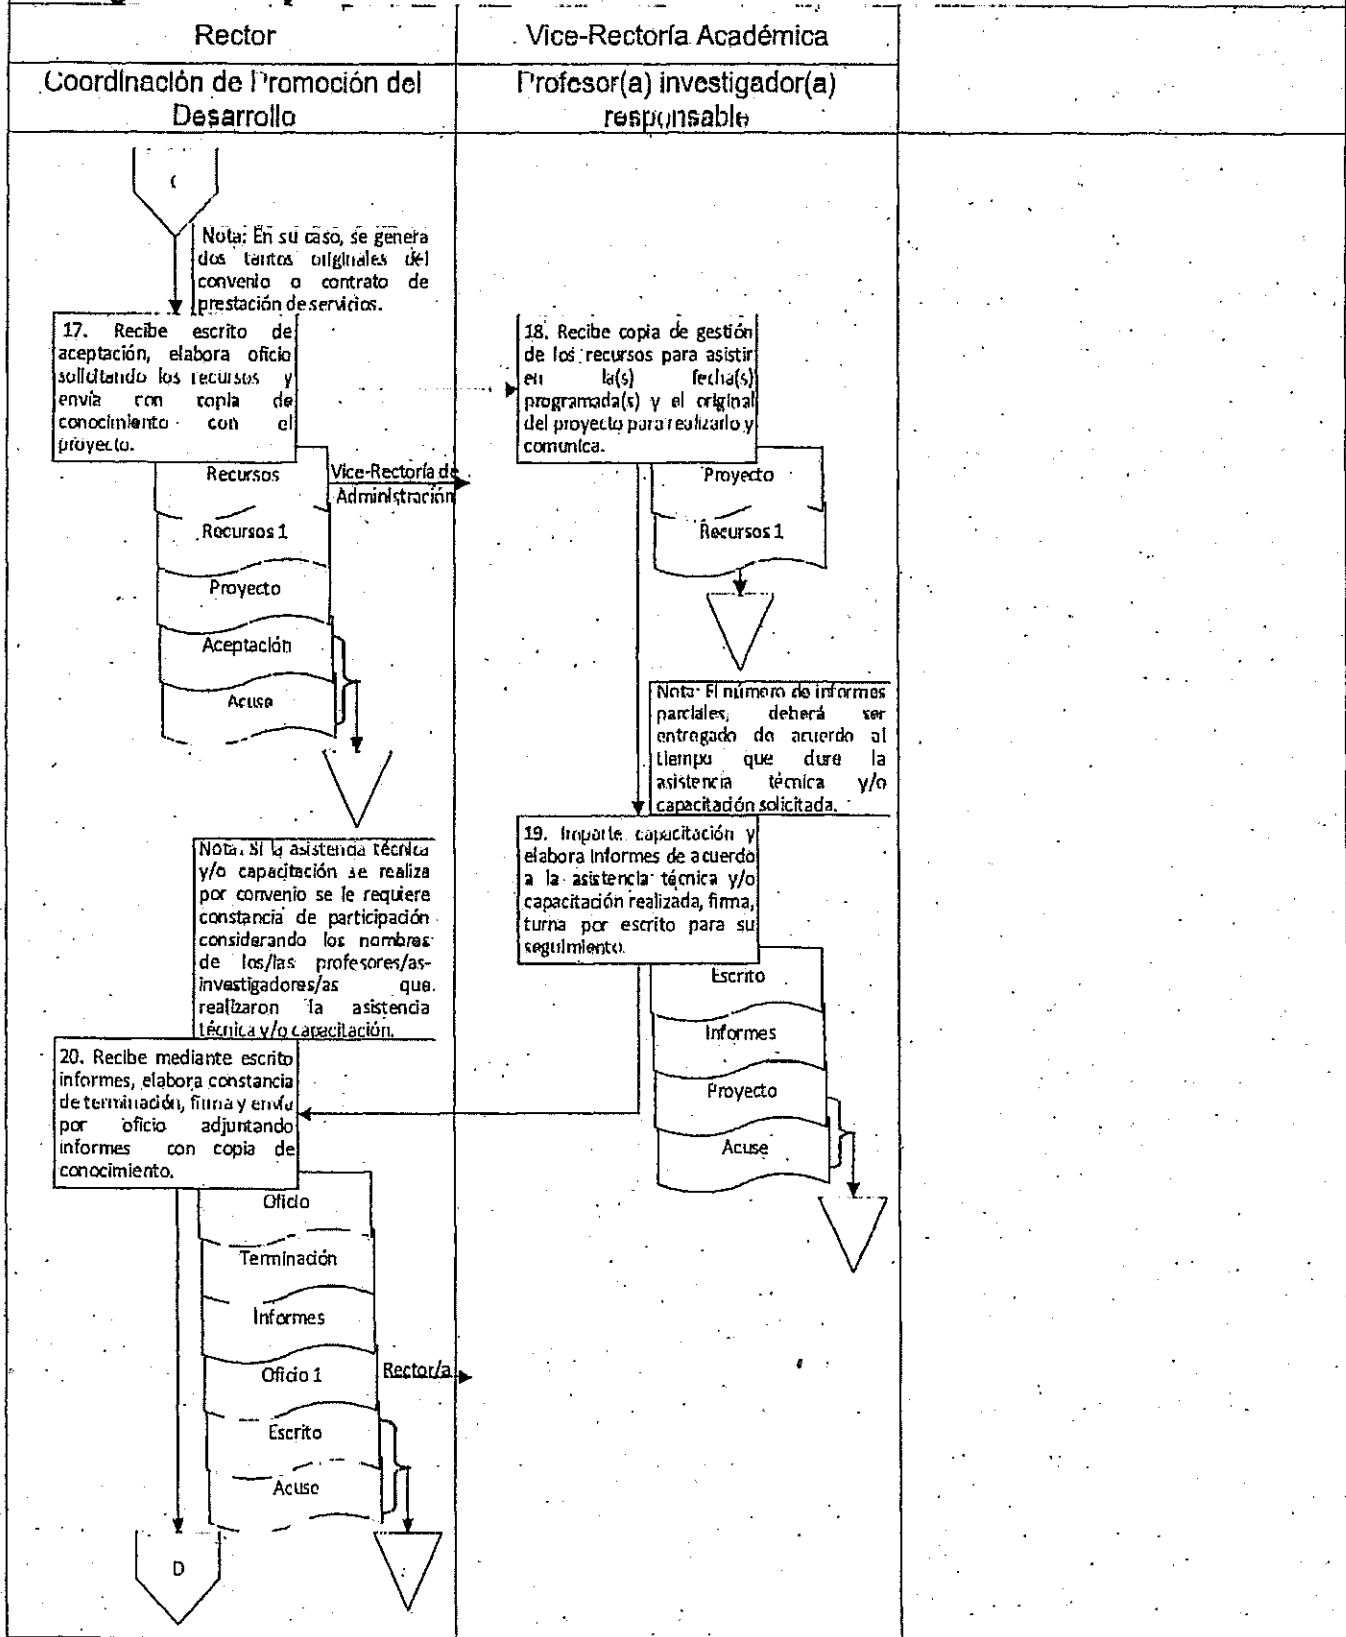 Rector
Vice-Rectoría Académica
Coordinación de Promoción del
Desarrollo
Profesor(a) investigador(a)
responsable
Nota: En su caso, se genera
dos tantos originales del
convenio o contrato de
prestación de servicios.
17. Recibe escrito de
aceptación, elabora oficio
solicitando los recursos y
envía con copia de
conocimiento con el
proyecto.
18. Recibe copia de gestión
de los recursos para asistir
en la(s) fecha(s)
programada(s) y el original
del proyecto para realizarlo y
comunica.
Recursos
Vice-Rectoría de
Administración
Recursos 1
Proyecto
Aceptación
Acuse
Proyecto
Recursos 1
Nota: El número de informes
parciales, deberá ser
entregado de acuerdo al
tiempo que dure la
asistencia técnica y/o
capacitación solicitada.
Nota. Si la asistencia técnica
y/o capacitación se realiza
por convenio se le requiere
constancia de participación
considerando los nombres
de los/las profesores/as-
investigadores/as que
realizaron la asistencia
técnica y/o capacitación.
19. Imparte capacitación y
elabora Informes de acuerdo
a la asistencia técnica y/o
capacitación realizada, firma,
turna por escrito para su
seguimiento.
Escrito
Informes
Proyecto
Acuse
20. Recibe mediante escrito
informes, elabora constancia
de terminación, firma y envía
por oficio adjuntando
informes con copia de
conocimiento.
Oficio
Terminación
Informes
Oficio 1
Rector/a
Escrito
Acuse
D